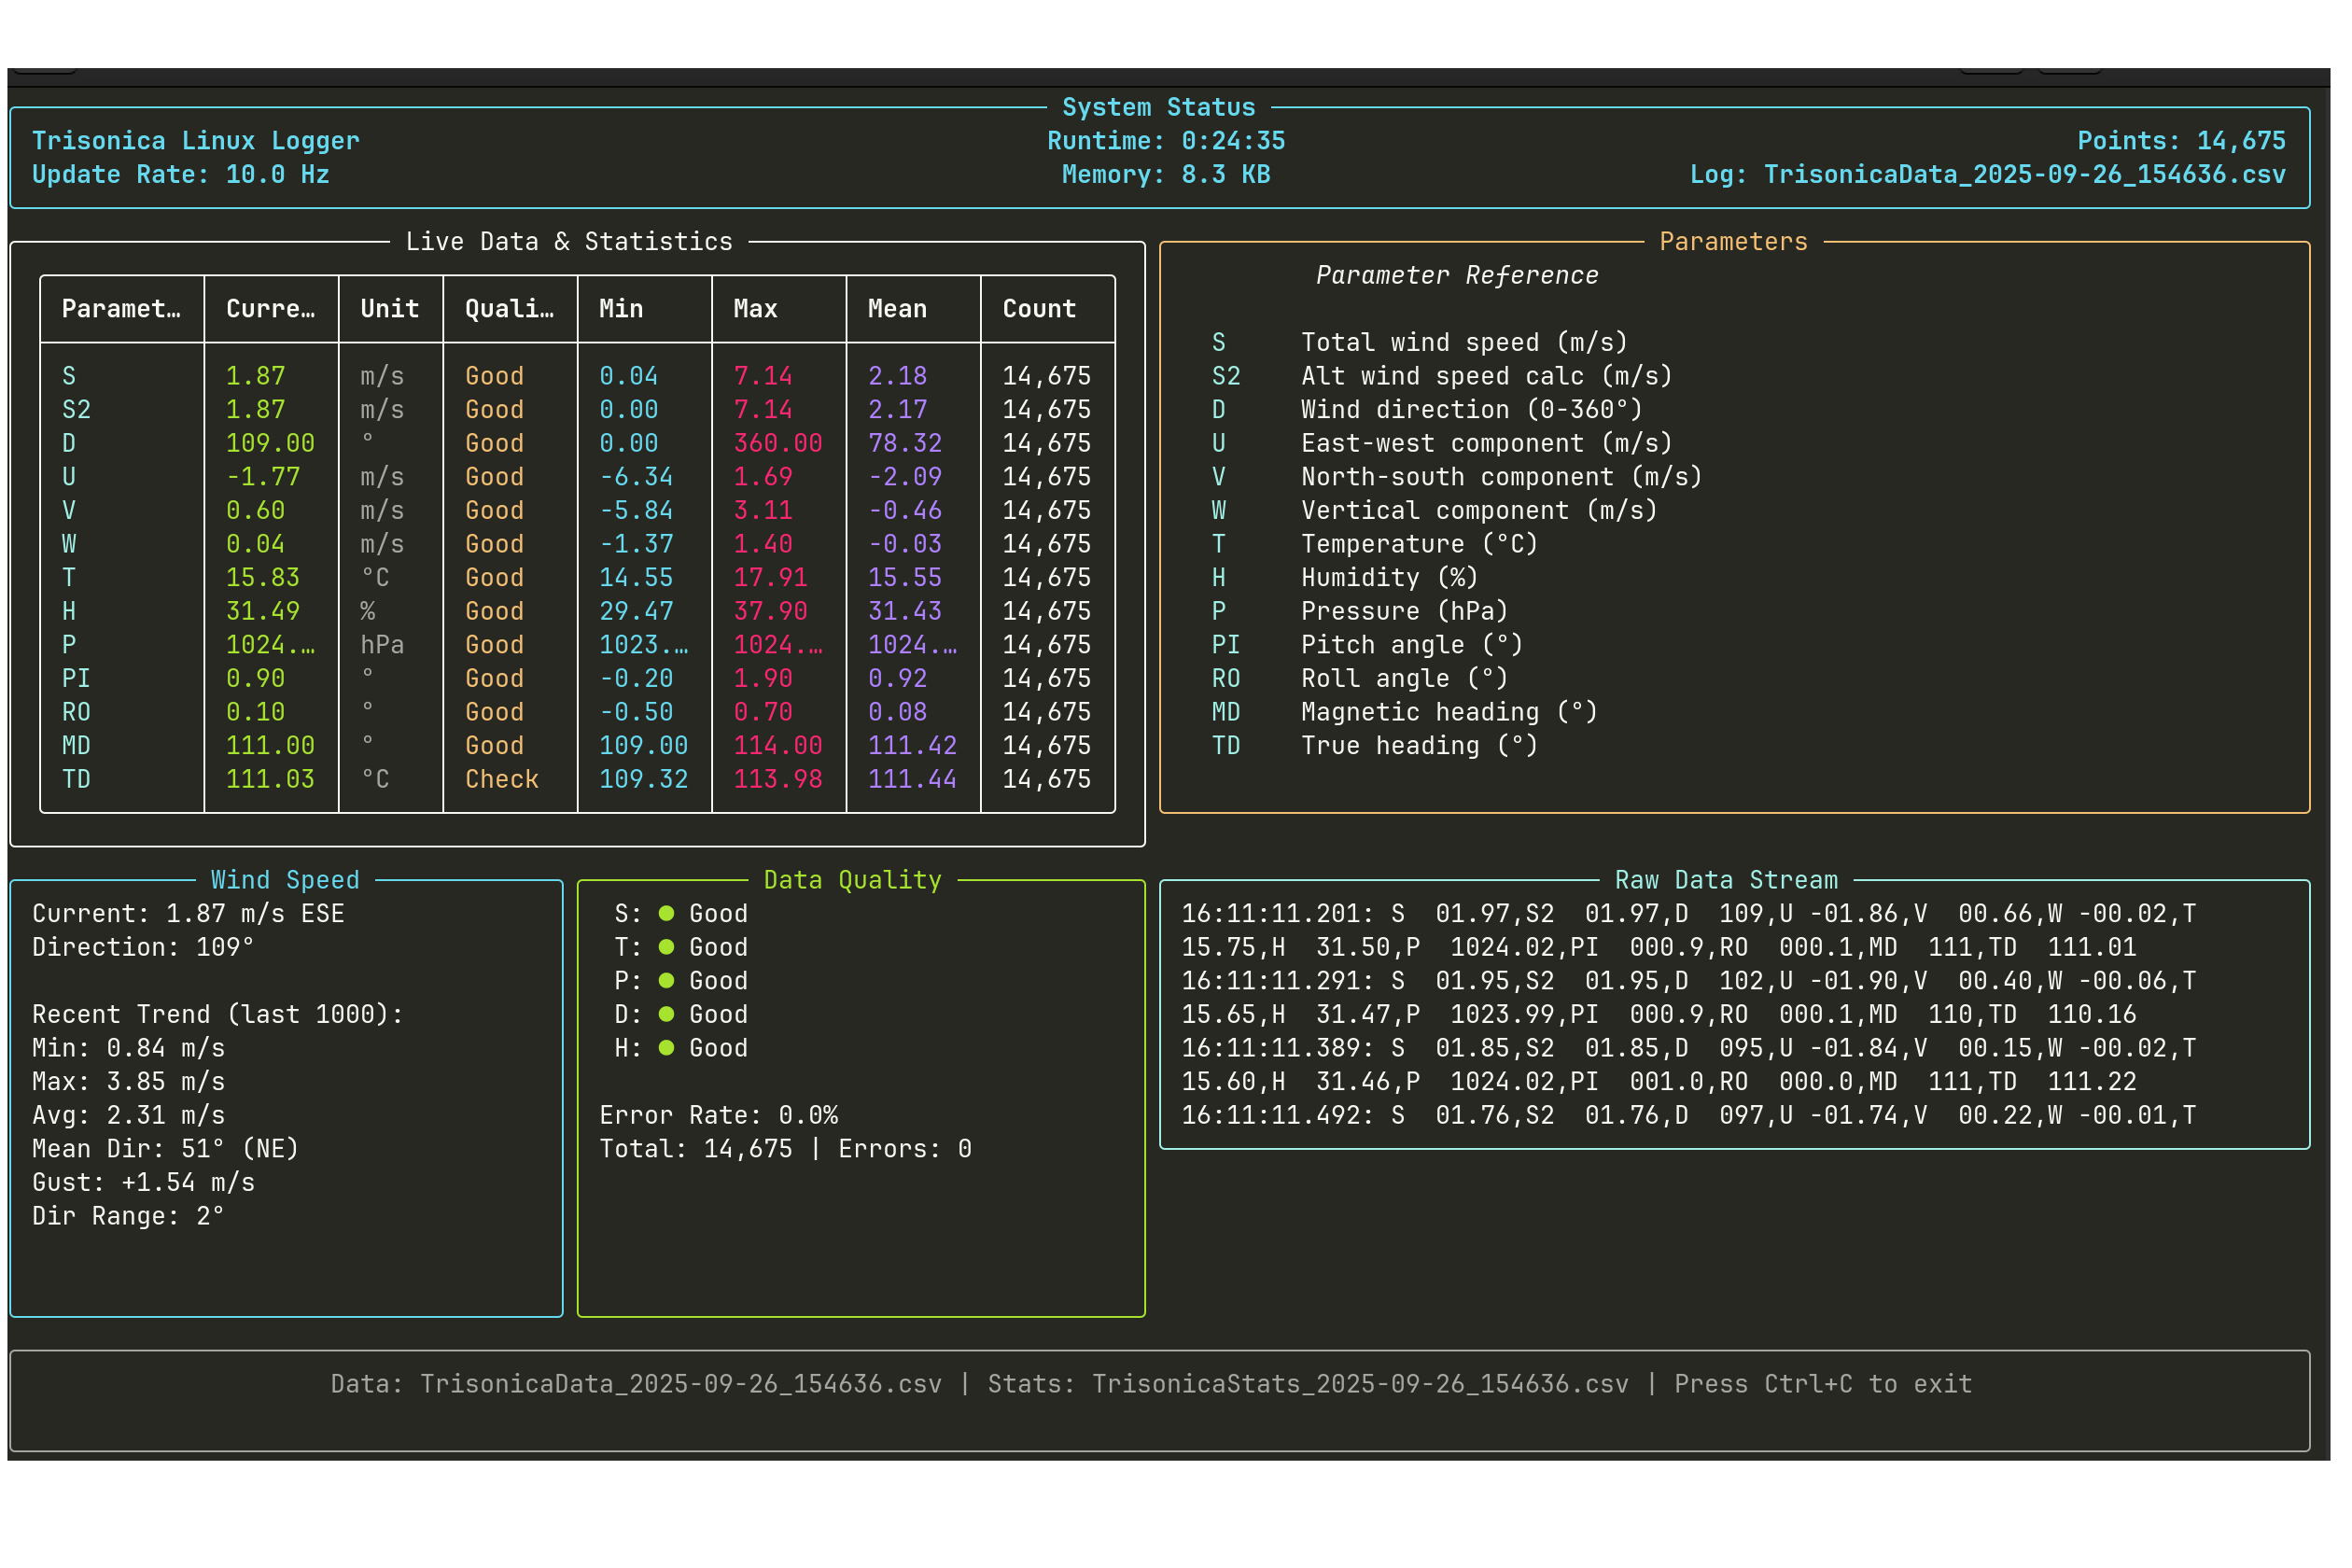 System Status
Trisonica Linux Logger Runtime: 0:24:35 Points: 14,675
Update Rate: 10.0 Hz Memory: 8.3 KB Log: TrisonicaData_2025-09-26_154636.csv
Live Data & Statistics
Paramet… Curre… Unit Quali… Min Max Mean Count
S 1.87 m/s Good 0.04 7.14 2.18 14,675
S2 1.87 m/s Good 0.00 7.14 2.17 14,675
D 109.00 ° Good 0.00 360.00 78.32 14,675
U -1.77 m/s Good -6.34 1.69 -2.09 14,675
V 0.60 m/s Good -5.84 3.11 -0.46 14,675
W 0.04 m/s Good -1.37 1.40 -0.03 14,675
T 15.83 °C Good 14.55 17.91 15.55 14,675
H 31.49 % Good 29.47 37.90 31.43 14,675
P 1024.… hPa Good 1023.… 1024.… 1024.… 14,675
PI 0.90 ° Good -0.20 1.90 0.92 14,675
RO 0.10 ° Good -0.50 0.70 0.08 14,675
MD 111.00 ° Good 109.00 114.00 111.42 14,675
TD 111.03 °C Check 109.32 113.98 111.44 14,675
Parameters
Parameter Reference
S Total wind speed (m/s)
S2 Alt wind speed calc (m/s)
D Wind direction (0-360°)
U East-west component (m/s)
V North-south component (m/s)
W Vertical component (m/s)
T Temperature (°C)
H Humidity (%)
P Pressure (hPa)
PI Pitch angle (°)
RO Roll angle (°)
MD Magnetic heading (°)
TD True heading (°)
Wind Speed
Current: 1.87 m/s ESE
Direction: 109°
Recent Trend (last 1000):
Min: 0.84 m/s
Max: 3.85 m/s
Avg: 2.31 m/s
Mean Dir: 51° (NE)
Gust: +1.54 m/s
Dir Range: 2°
Data Quality
S: ● Good
T: ● Good
P: ● Good
D: ● Good
H: ● Good
Error Rate: 0.0%
Total: 14,675 | Errors: 0
Raw Data Stream
16:11:11.201: S 01.97,S2 01.97,D 109,U -01.86,V 00.66,W -00.02,T
15.75,H 31.50,P 1024.02,PI 000.9,RO 000.1,MD 111,TD 111.01
16:11:11.291: S 01.95,S2 01.95,D 102,U -01.90,V 00.40,W -00.06,T
15.65,H 31.47,P 1023.99,PI 000.9,RO 000.1,MD 110,TD 110.16
16:11:11.389: S 01.85,S2 01.85,D 095,U -01.84,V 00.15,W -00.02,T
15.60,H 31.46,P 1024.02,PI 001.0,RO 000.0,MD 111,TD 111.22
16:11:11.492: S 01.76,S2 01.76,D 097,U -01.74,V 00.22,W -00.01,T
Data: TrisonicaData_2025-09-26_154636.csv | Stats: TrisonicaStats_2025-09-26_154636.csv | Press Ctrl+C to exit